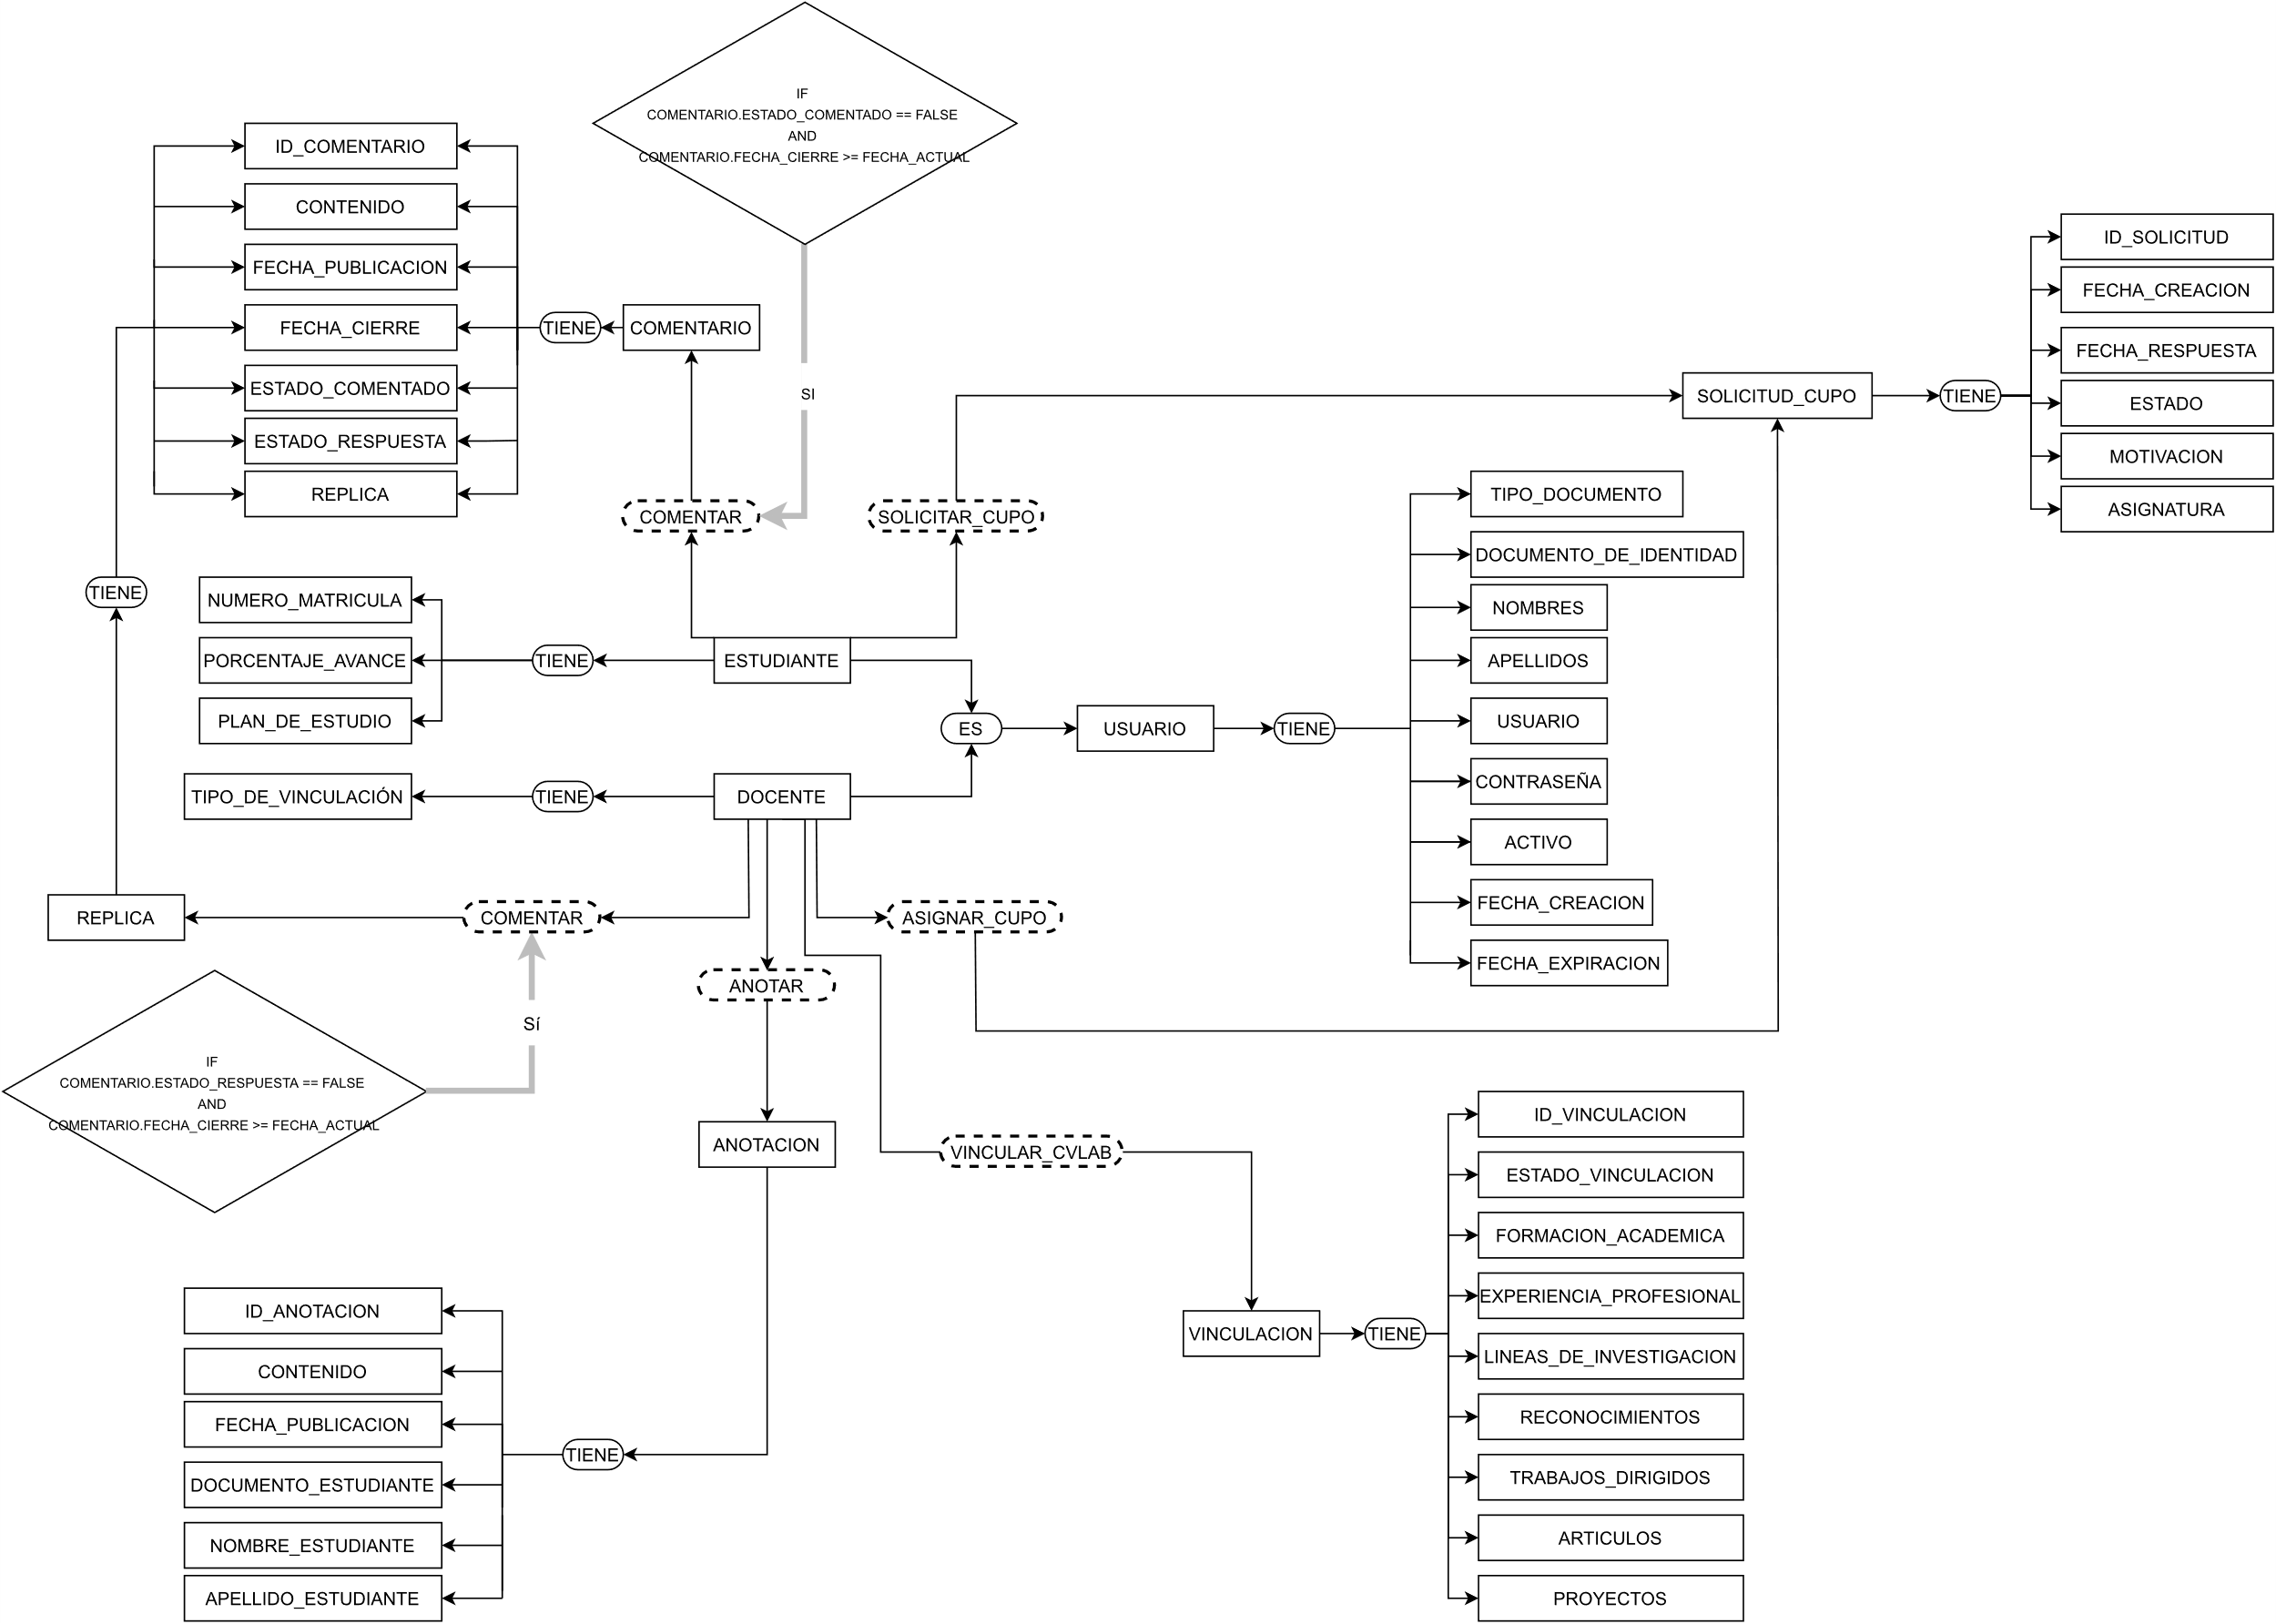 IF
COMENTARIO.ESTADO_COMENTADO == FALSE
AND
COMENTARIO.FECHA_CIERRE >= FECHA_ACTUAL
SI
ID_COMENTARIO
CONTENIDO
FECHA_PUBLICACION
FECHA_CIERRE
ESTADO_COMENTADO
ESTADO_RESPUESTA
REPLICA
TIENE
COMENTARIO
COMENTAR
SOLICITAR_CUPO
SOLICITUD_CUPO
TIENE
ID_SOLICITUD
FECHA_CREACION
FECHA_RESPUESTA
ESTADO
MOTIVACION
ASIGNATURA
TIENE
NUMERO_MATRICULA
PORCENTAJE_AVANCE
PLAN_DE_ESTUDIO
TIENE
ESTUDIANTE
TIPO_DE_VINCULACIÓN
TIENE
DOCENTE
ES
USUARIO
TIENE
TIPO_DOCUMENTO
DOCUMENTO_DE_IDENTIDAD
NOMBRES
APELLIDOS
USUARIO
CONTRASEÑA
ACTIVO
FECHA_CREACION
FECHA_EXPIRACION
REPLICA
COMENTAR
ASIGNAR_CUPO
ANOTAR
Sí
IF
COMENTARIO.ESTADO_RESPUESTA == FALSE
AND
COMENTARIO.FECHA_CIERRE >= FECHA_ACTUAL
ANOTACION
VINCULAR_CVLAB
ID_ANOTACION
CONTENIDO
FECHA_PUBLICACION
DOCUMENTO_ESTUDIANTE
NOMBRE_ESTUDIANTE
APELLIDO_ESTUDIANTE
TIENE
VINCULACION
TIENE
ID_VINCULACION
ESTADO_VINCULACION
FORMACION_ACADEMICA
EXPERIENCIA_PROFESIONAL
LINEAS_DE_INVESTIGACION
RECONOCIMIENTOS
TRABAJOS_DIRIGIDOS
ARTICULOS
PROYECTOS